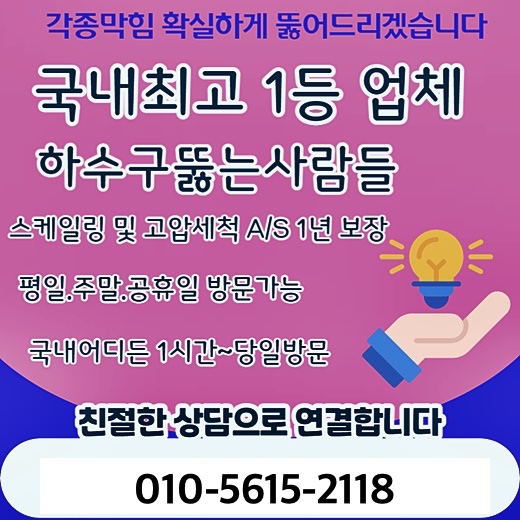 각종막힘 확실하게 뚫어드리겠습니다
국내최고 1등 업체
하수구뚫는사람들
스케일링 및 고압세척 A/S 1년 보장
평일.주말.공휴일 방문가능
국내어디든 1시간~당일방문
친절한 상담으로 연결합니다
010-5615-2118